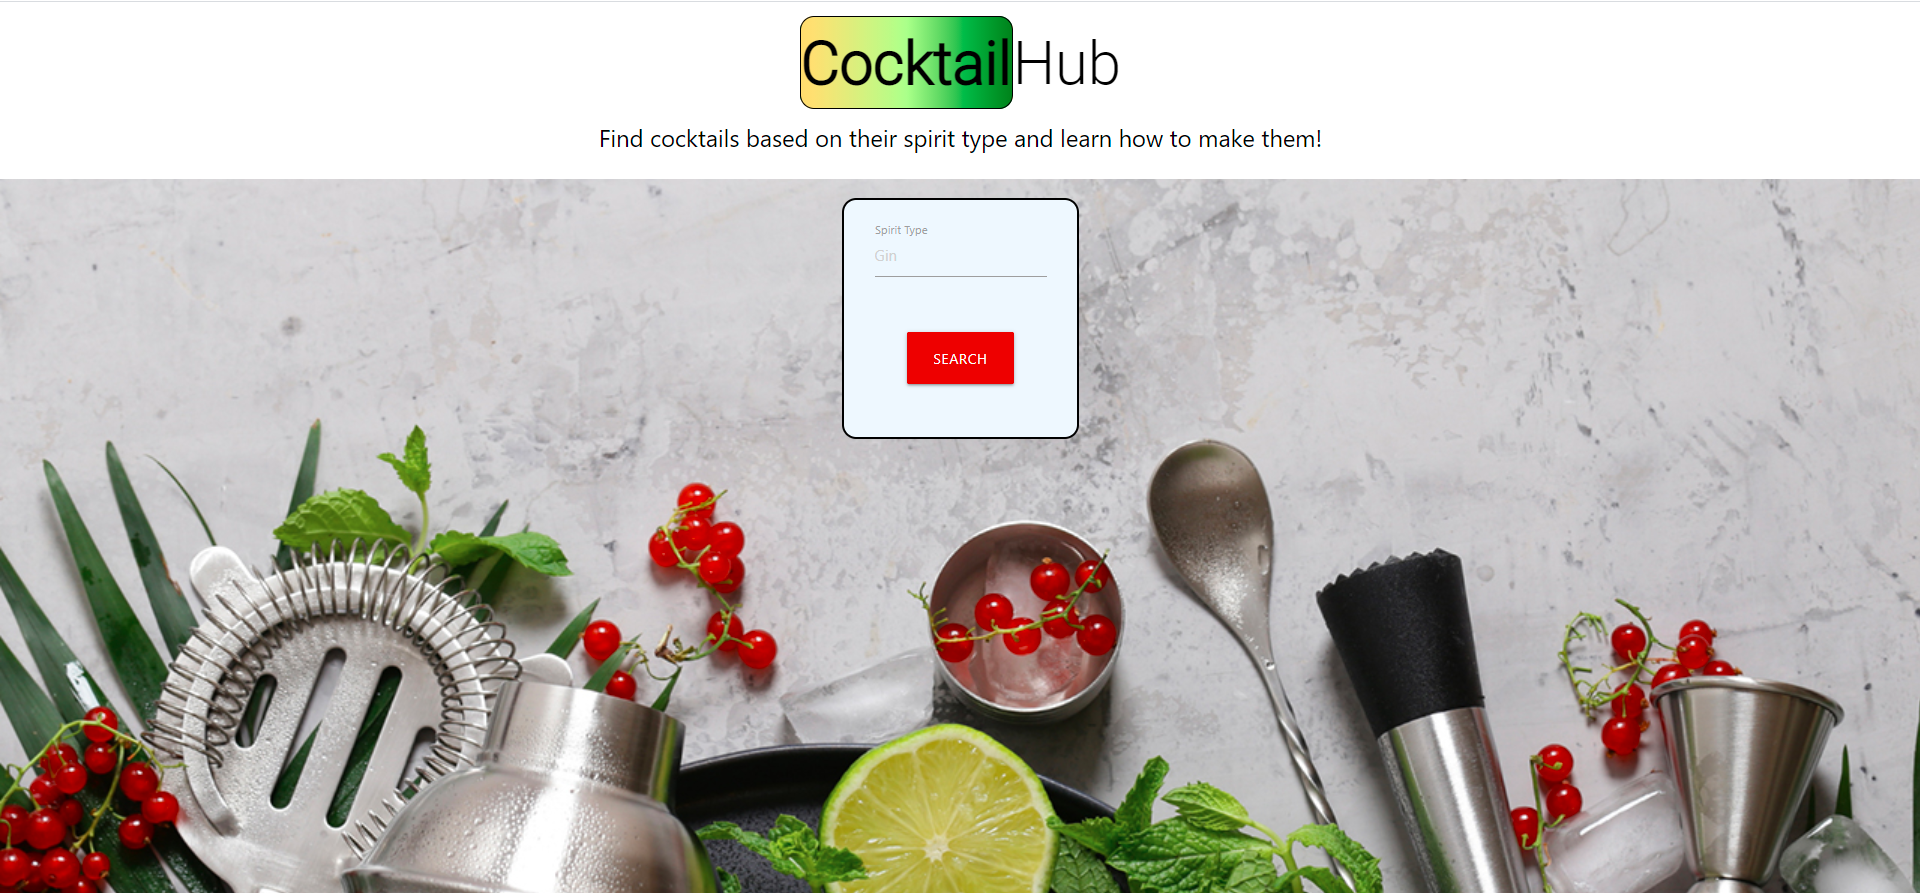 CocktailHub
Find cocktails based on their spirit type and learn how to make them!
Spirit Type
Gin
SEARCH